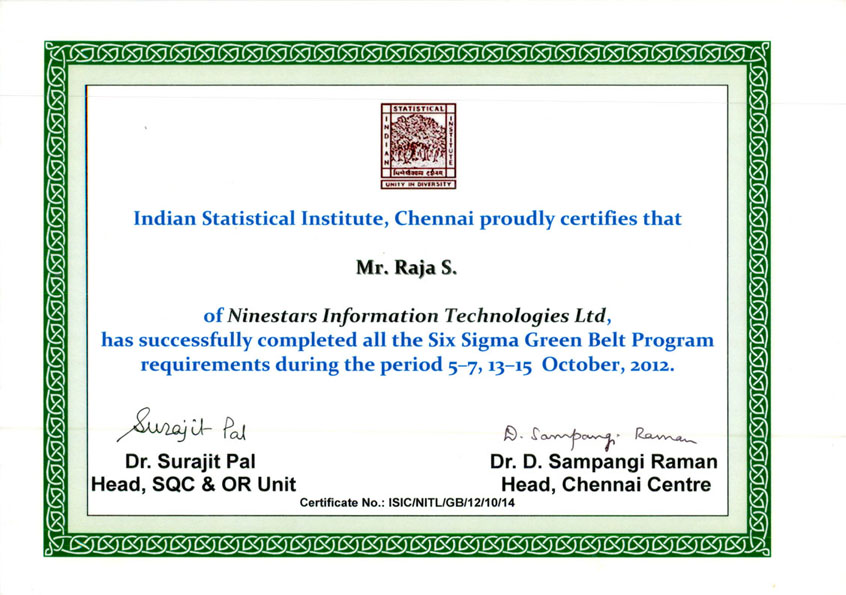 STATISTICAL
INDIAN
INSTITUTE
UNITY IN DIVERSITY
Indian Statistical Institute, Chennai proudly certifies that
Mr. Raja S.
of Ninestars Information Technologies Ltd,
has successfully completed all the Six Sigma Green Belt Program
requirements during the period 5–7, 13–15 October, 2012.
Surajit Pal
D. Sampangi Raman
Dr. Surajit Pal
Dr. D. Sampangi Raman
Head, SQC & OR Unit
Head, Chennai Centre
Certificate No.: ISIC/NITL/GB/12/10/14